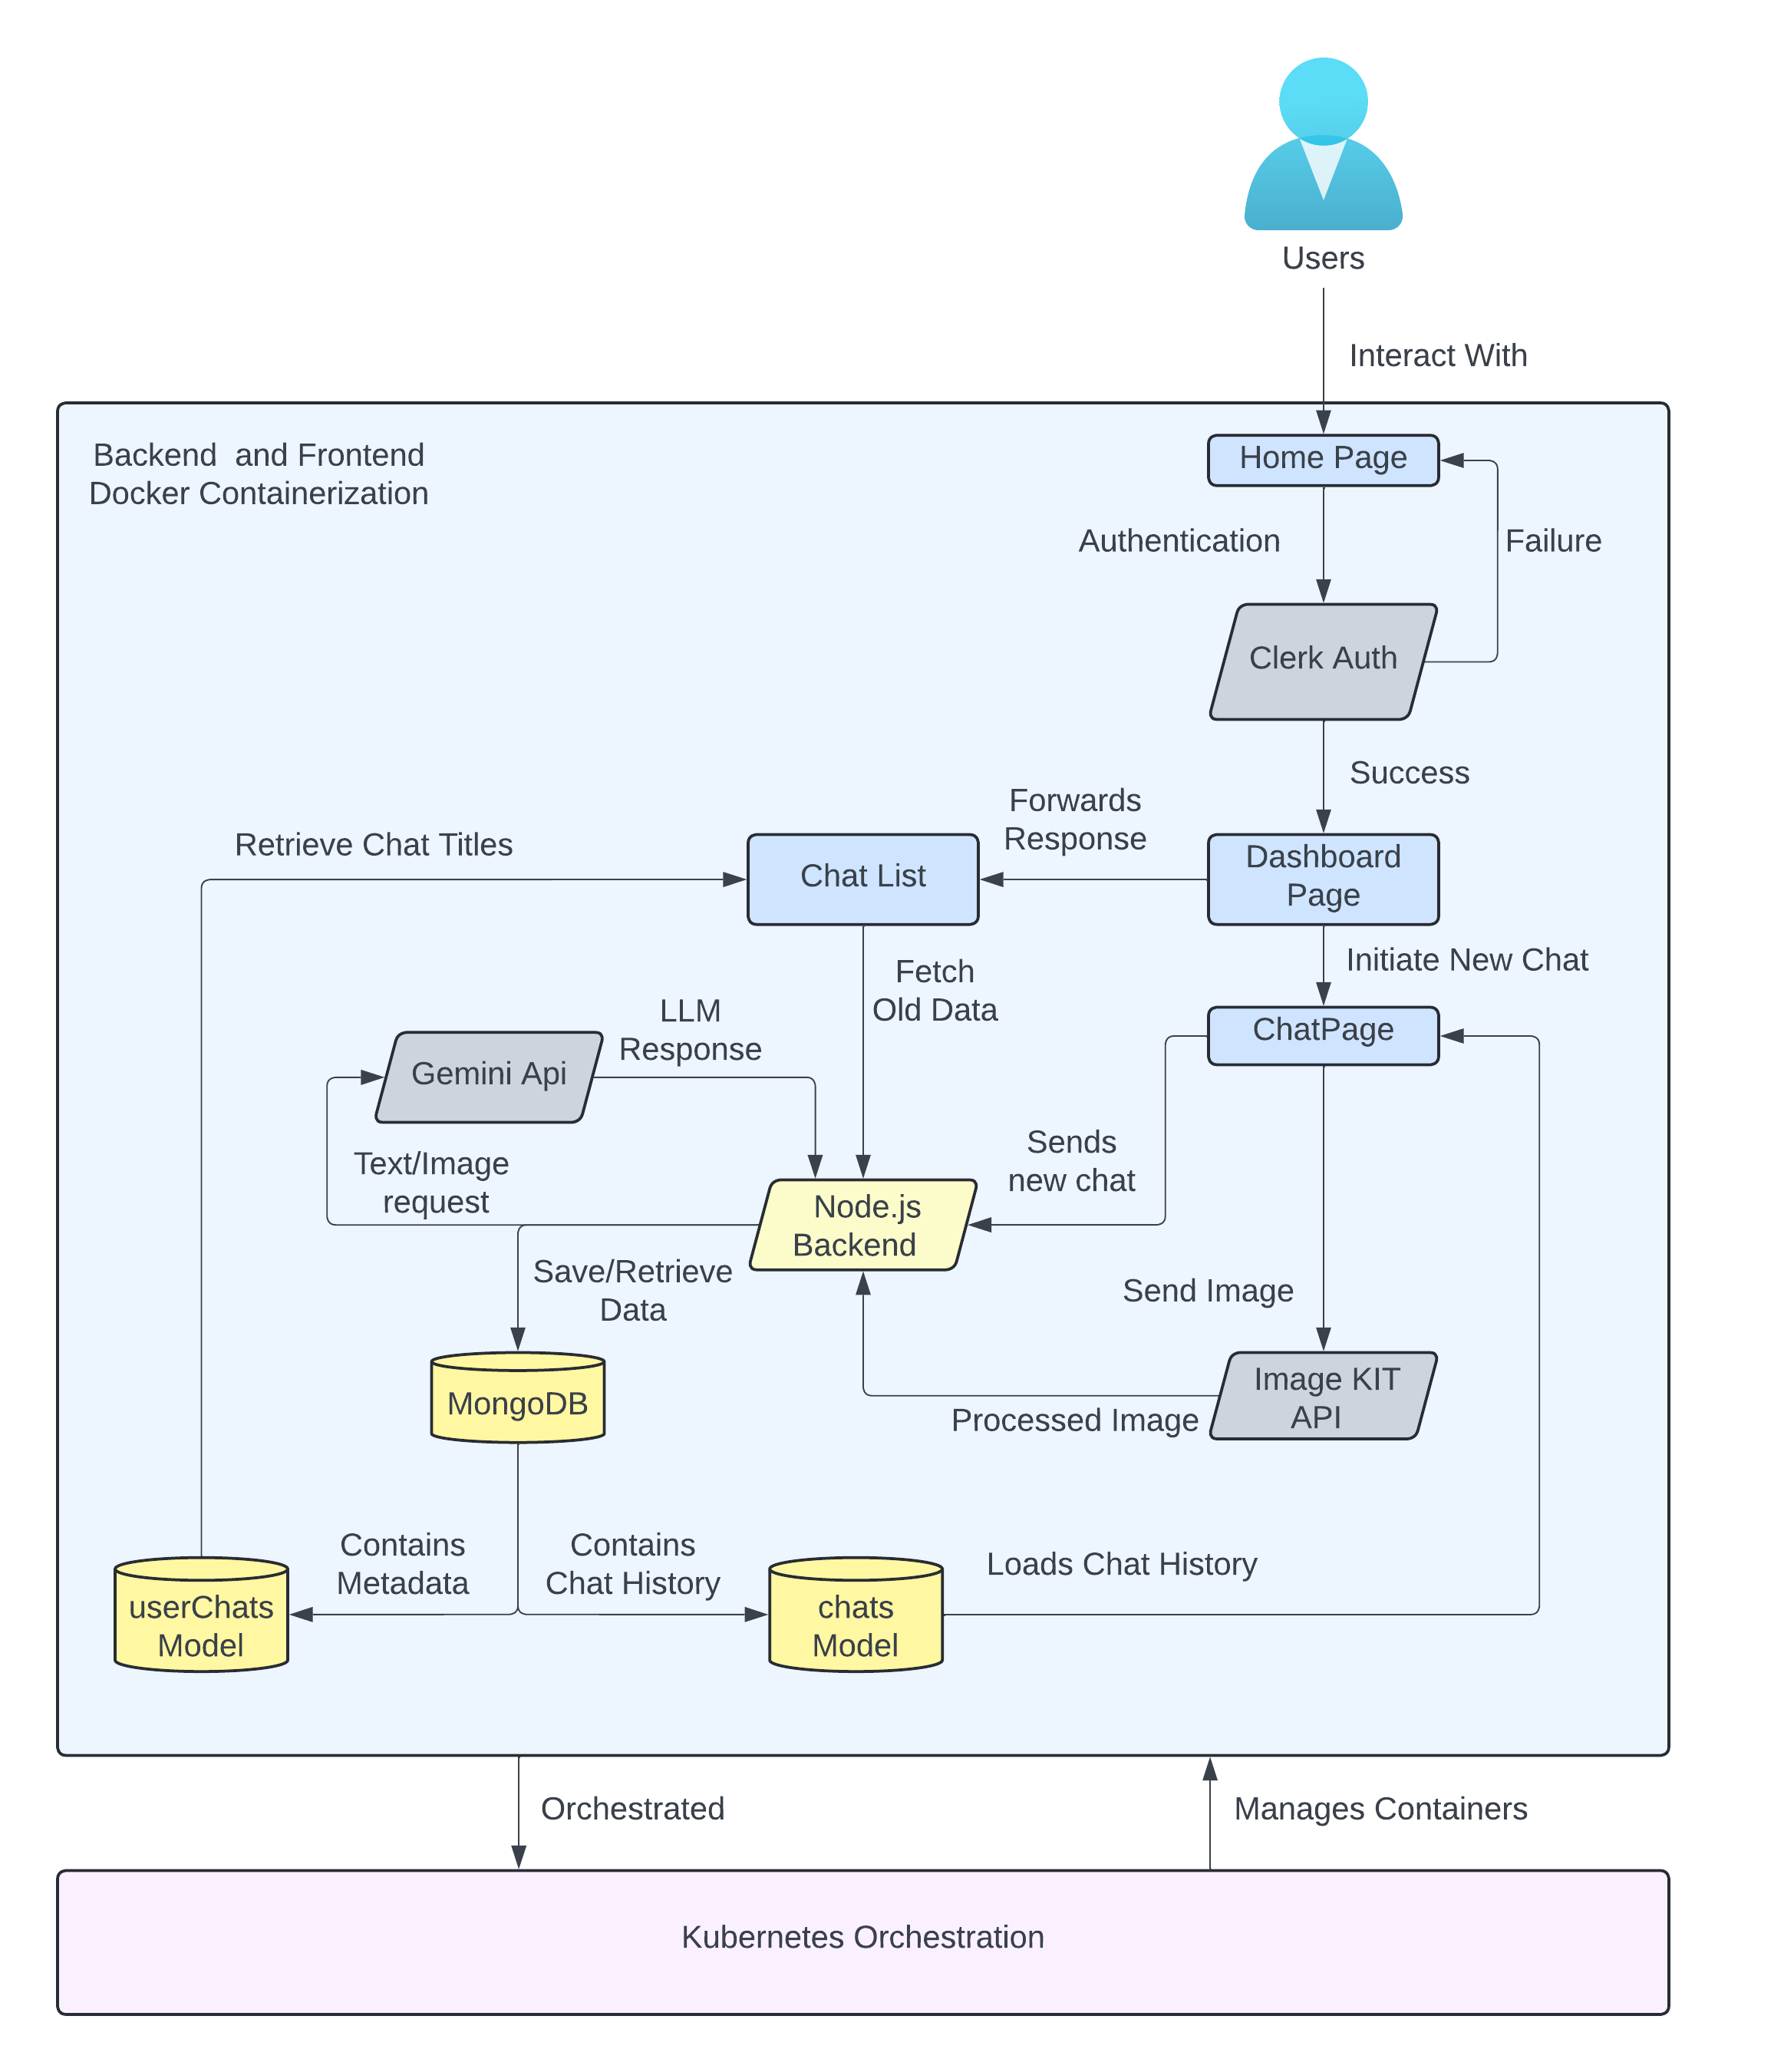 Users
Interact With
Backend  and Frontend
Docker Containerization
Home Page
Authentication
Failure
Clerk Auth
Success
Forwards
Response
Retrieve Chat Titles
Chat List
Dashboard
Page
Initiate New Chat
Fetch
Old Data
LLM
Response
ChatPage
Gemini Api
Sends
new chat
Text/Image
request
Node.js
Backend
Save/Retrieve
Data
Send Image
MongoDB
Image KIT
API
Processed Image
Contains
Metadata
Contains
Chat History
Loads Chat History
userChats
Model
chats
Model
Orchestrated
Manages Containers
Kubernetes Orchestration